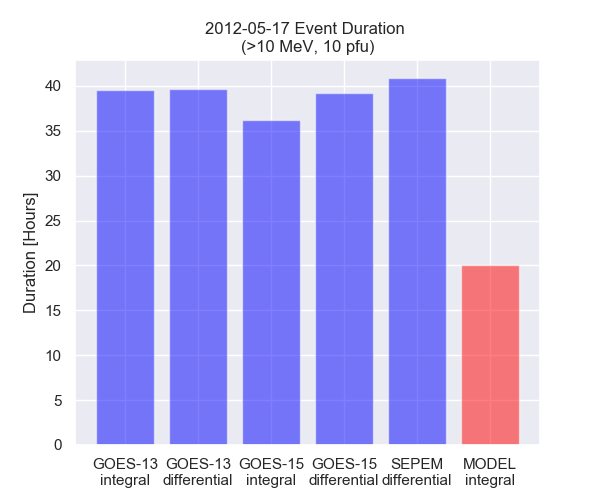 2012-05-17 Event Duration
(>10 MeV, 10 pfu)
Duration [Hours]
40
35
30
25
20
15
10
5
0
GOES-13 integral
GOES-13 differential
GOES-15 integral
GOES-15 differential
SEPEM differential
MODEL integral